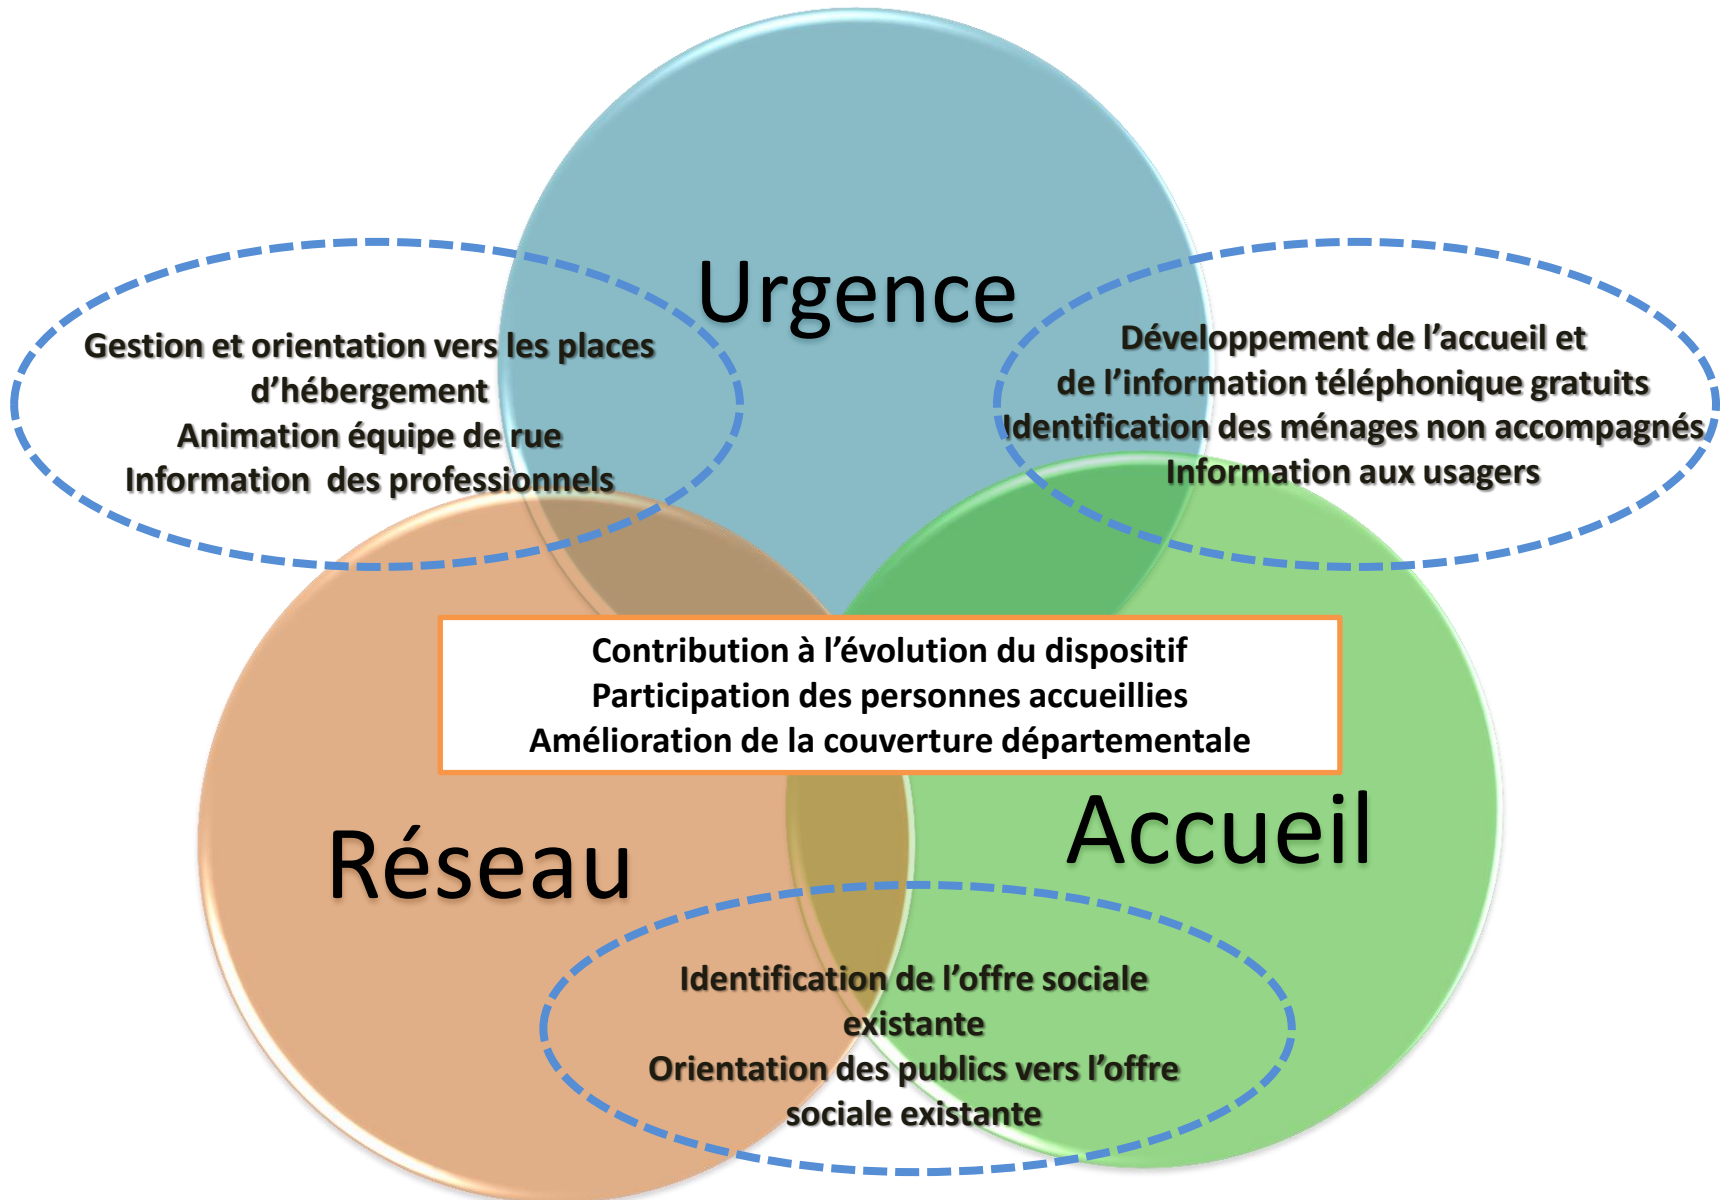 Urgence
Gestion et orientation vers les places
d’hébergement
Animation équipe de rue
Information  des professionnels
Développement de l’accueil et
de l’information téléphonique gratuits
Identification des ménages non accompagnés
Information aux usagers
Contribution à l’évolution du dispositif
Participation des personnes accueillies
Amélioration de la couverture départementale
Réseau
Accueil
Identification de l’offre sociale
existante
Orientation des publics vers l’offre
sociale existante